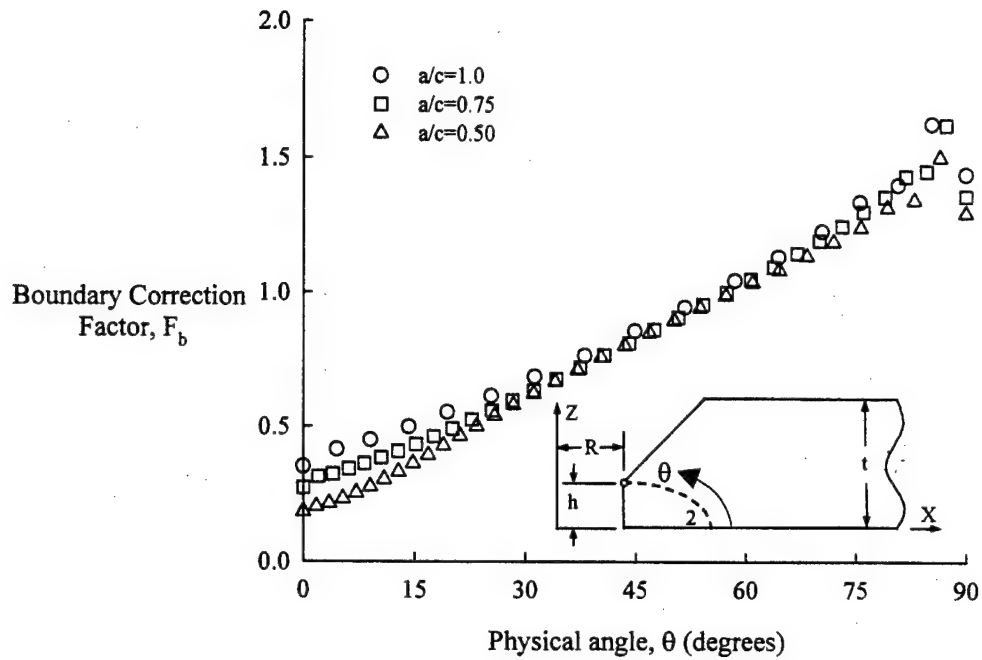 2.0
a/c=1.0
a/c=0.75
a/c=0.50
1.5
1.0
Boundary Correction
Factor, F_b
0.5
0.0
Z
R
θ
t
h
2
X
0 15 30 45 60 75 90
Physical angle, θ (degrees)